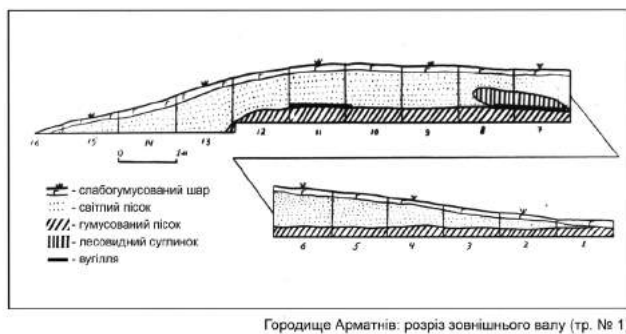 16 15 14 13 12 11 10 9 8 7
0 2м
6 5 4 3 2 1
- слабогумусований шар
- світлий пісок
- гумусований пісок
- лесовидний суглинок
- вугілля
Городище Арматнів: розріз зовнішнього валу (тр. № 1